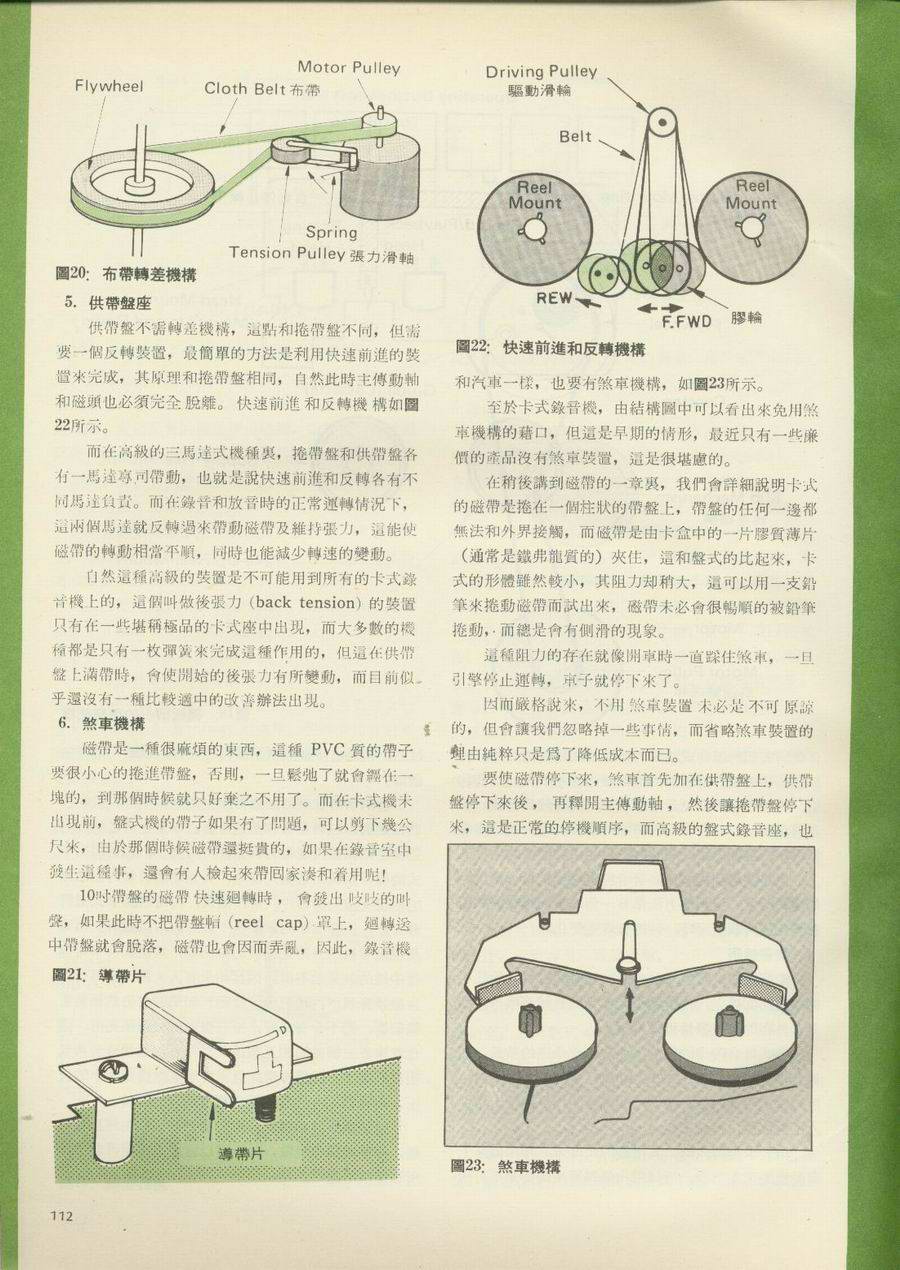 Motor Pulley
Flywheel
Cloth Belt 布帶
Spring
Tension Pulley 張力滑軸
圖20: 布帶轉差機構
5. 供帶盤座
供帶盤不需轉差機構，這點和捲帶盤不同，但需
要一個反轉裝置，最簡單的方法是利用快速前進的裝
置來完成，其原理和捲帶盤相同，自然此時主傳動軸
和磁頭也必須完全脫離。快速前進和反轉機構如圖
22所示。
而在高級的三馬達式機種裏，捲帶盤和供帶盤各
有一馬達專司帶動，也就是說快速前進和反轉各有不
同馬達負責。而在錄音和放音時的正常運轉情況下，
這兩個馬達就反轉過來帶動磁帶及維持張力，這能使
磁帶的轉動相當平順，同時也能減少轉速的變動。
自然這種高級的裝置是不可能用到所有的卡式錄
音機上的，這個叫做後張力 (back tension) 的裝置
只有在一些堪稱極品的卡式座中出現，而大多數的機
種都是只有一枚彈簧來完成這種作用的，但這在供帶
盤上滿帶時，會使開始的後張力有所變動，而目前似
乎還沒有一種比較適中的改善辦法出現。
6. 煞車機構
磁帶是一種很麻煩的東西，這種 PVC 質的帶子
要很小心的捲進帶盤，否則，一旦鬆弛了就會纒在一
塊的，到那個時候就只好棄之不用了。而在卡式機未
出現前，盤式機的帶子如果有了問題，可以剪下幾公
尺來，由於那個時候磁帶還挺貴的，如果在錄音室中
發生這種事，還會有人檢起來帶囘家湊和着用呢！
10吋帶盤的磁帶快速迴轉時，會發出吱吱的叫
聲，如果此時不把帶盤帽 (reel cap) 罩上，迴轉途
中帶盤就會脫落，磁帶也會因而弄亂，因此，錄音機
圖21: 導帶片
導帶片
112
Driving Pulley
驅動滑輪
Belt
Reel
Mount
Reel
Mount
REW
F.FWD
膠輪
圖22: 快速前進和反轉機構
和汽車一樣，也要有煞車機構，如圖23所示。
至於卡式錄音機，由結構圖中可以看出來免用煞
車機構的藉口，但這是早期的情形，最近只有一些廉
價的產品沒有煞車裝置，這是很堪慮的。
在稍後講到磁帶的一章裏，我們會詳細說明卡式
的磁帶是捲在一個柱狀的帶盤上，帶盤的任何一邊都
無法和外界接觸，而磁帶是由卡盒中的一片膠質薄片
（通常是鐵弗龍質的）夾住，這和盤式的比起來，卡
式的形體雖然較小，其阻力却稍大，這可以用一支鉛
筆來捲動磁帶而試出來，磁帶未必會很暢順的被鉛筆
捲動，而總是會有側滑的現象。
這種阻力的存在就像開車時一直踩住煞車，一旦
引擎停止運轉，車子就停下來了。
因而嚴格說來，不用煞車裝置未必是不可原諒
的，但會讓我們忽略掉一些事情，而省略煞車裝置的
理由純粹只是爲了降低成本而已。
要使磁帶停下來，煞車首先加在供帶盤上，供帶
盤停下來後，再釋開主傳動軸，然後讓捲帶盤停下
來，這是正常的停機順序，而高級的盤式錄音座，也
圖23: 煞車機構